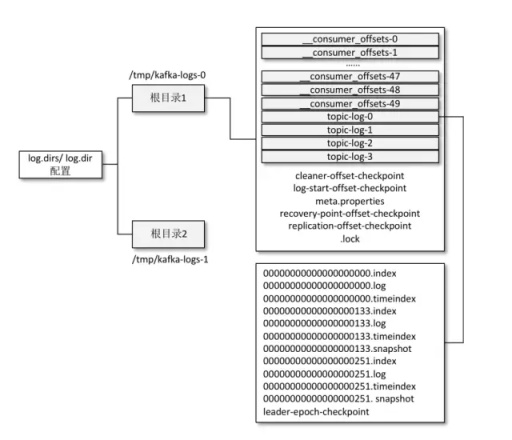 /tmp/kafka-logs-0
根目录1
log.dirs/ log.dir
配置
根目录2
/tmp/kafka-logs-1
__consumer_offsets-0
__consumer_offsets-1
......
__consumer_offsets-47
__consumer_offsets-48
__consumer_offsets-49
topic-log-0
topic-log-1
topic-log-2
topic-log-3
cleaner-offset-checkpoint
log-start-offset-checkpoint
meta.properties
recovery-point-offset-checkpoint
replication-offset-checkpoint
.lock
00000000000000000000.index
00000000000000000000.log
00000000000000000000.timeindex
00000000000000000133.index
00000000000000000133.log
00000000000000000133.timeindex
00000000000000000133.snapshot
00000000000000000251.index
00000000000000000251.log
00000000000000000251.timeindex
00000000000000000251. snapshot
leader-epoch-checkpoint